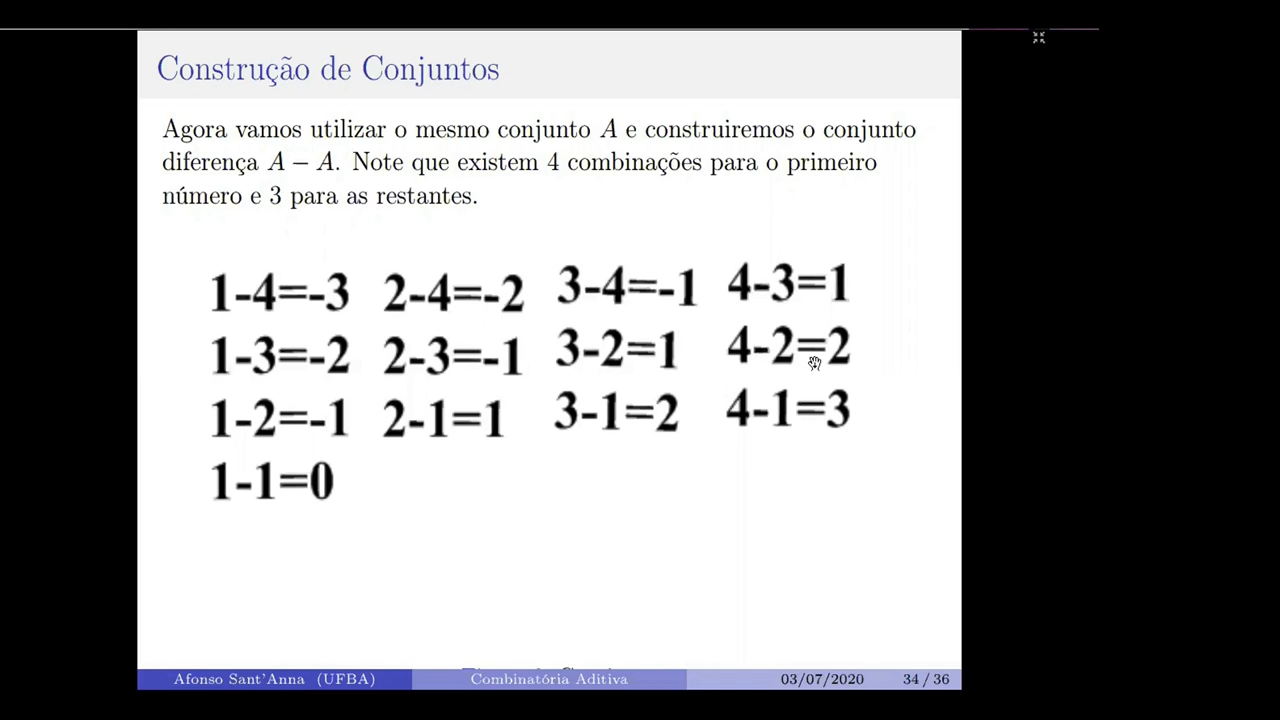 Construção de Conjuntos
Agora vamos utilizar o mesmo conjunto A e construiremos o conjunto
diferença A − A. Note que existem 4 combinações para o primeiro
número e 3 para as restantes.
1-4=-3 2-4=-2 3-4=-1 4-3=1
1-3=-2 2-3=-1 3-2=1 4-2=2
1-2=-1 2-1=1 3-1=2 4-1=3
1-1=0
Afonso Sant'Anna (UFBA) Combinatória Aditiva 03/07/2020 34 / 36